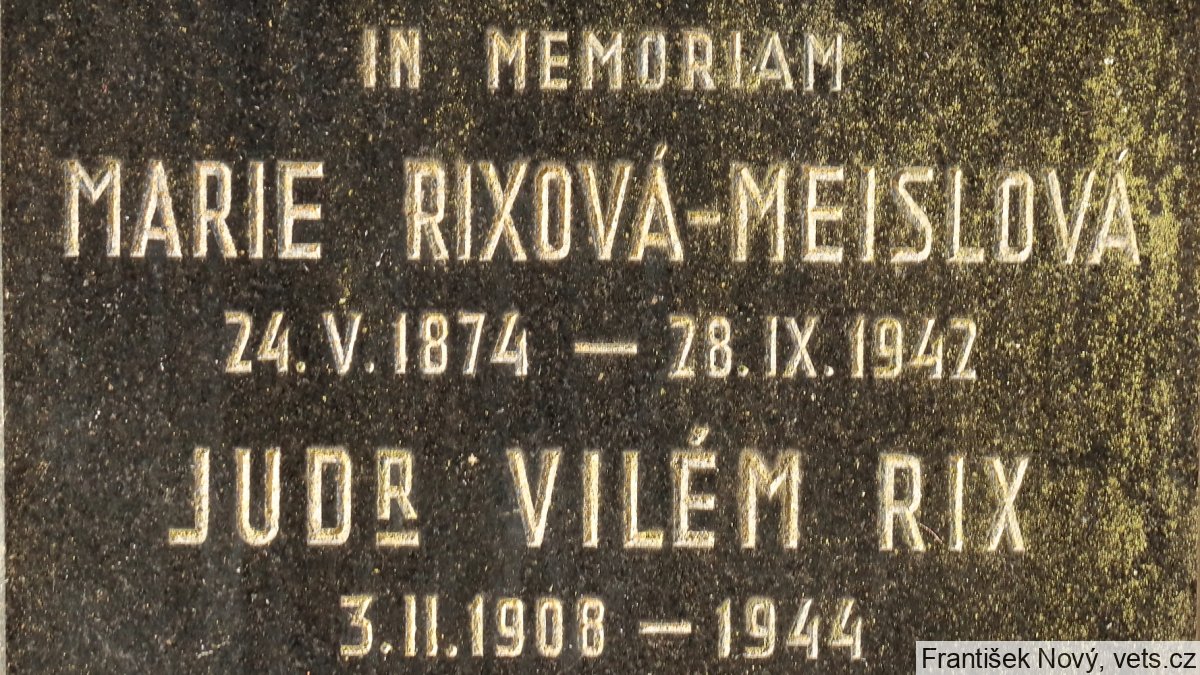 IN MEMORIAM
MARIE RIXOVÁ-MEISLOVÁ
24. V. 1874 — 28. IX. 1942
JUDR VILÉM RIX
3. II. 1908 — 1944
František Nový, vets.cz